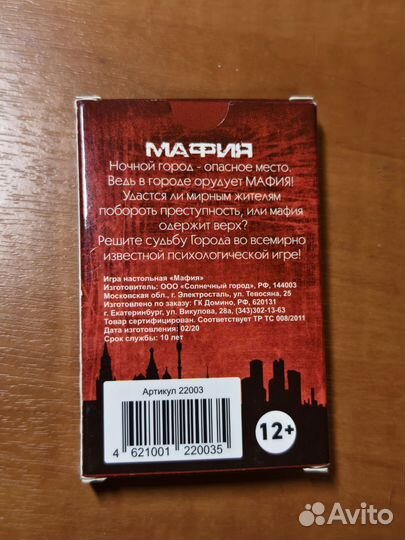 МАФИЯ
Ночной город - опасное место.
Ведь в городе орудует МАФИЯ!
Удастся ли мирным жителям
побороть преступность, или мафия
одержит верх?
Решите судьбу Города во всемирно
известной психологической игре!
Игра настольная «Мафия»
Изготовитель: ООО «Солнечный город», РФ, 144003
Московская обл., г. Электросталь, ул. Тевосяна, 25
Изготовлено по заказу: ГК Домино, РФ, 620131
г. Екатеринбург, ул. Викулова, 28а, (343)302-13-63
Товар сертифицирован. Соответствует ТР ТС 008/2011
Дата изготовления: 02/20
Срок службы: 10 лет
Артикул 22003
4 621001 220035
12+
Avito